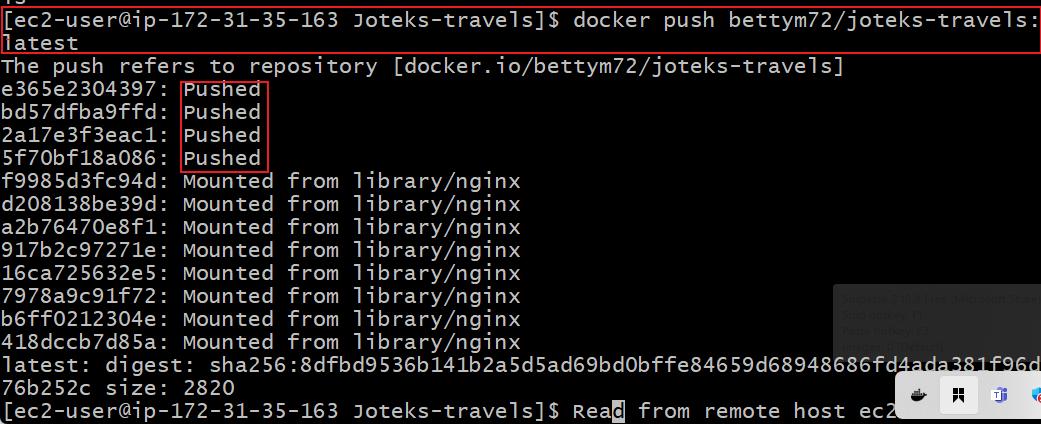 [ec2-user@ip-172-31-35-163 Joteks-travels]$ docker push bettym72/joteks-travels:
latest
The push refers to repository [docker.io/bettym72/joteks-travels]
e365e2304397: Pushed
bd57dfba9ffd: Pushed
2a17e3f3eac1: Pushed
5f70bf18a086: Pushed
f9985d3fc94d: Mounted from library/nginx
d208138be39d: Mounted from library/nginx
a2b76470e8f1: Mounted from library/nginx
917b2c97271e: Mounted from library/nginx
16ca725632e5: Mounted from library/nginx
7978a9c91f72: Mounted from library/nginx
b6ff0212304e: Mounted from library/nginx
418dccb7d85a: Mounted from library/nginx
latest: digest: sha256:8dfbd9536b141b2a5d5ad69bd0bffe84659d68948686fd4ada381f96d
76b252c size: 2820
[ec2-user@ip-172-31-35-163 Joteks-travels]$ Read from remote host ec2